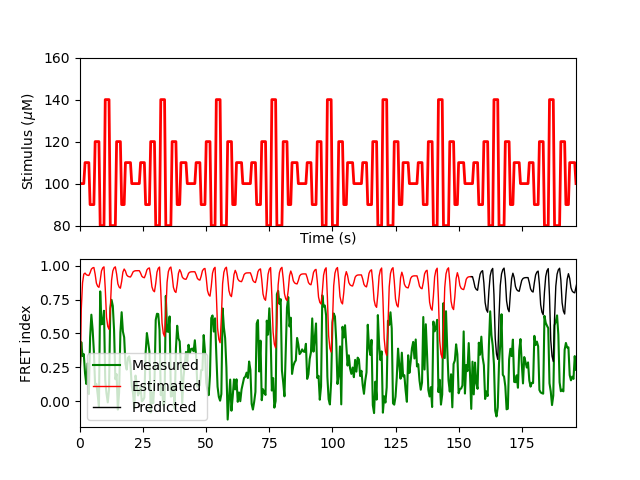 160
140
120
100
80
Stimulus (μM)
Time (s)
1.00
0.75
0.50
0.25
0.00
FRET index
Measured
Estimated
Predicted
0 25 50 75 100 125 150 175